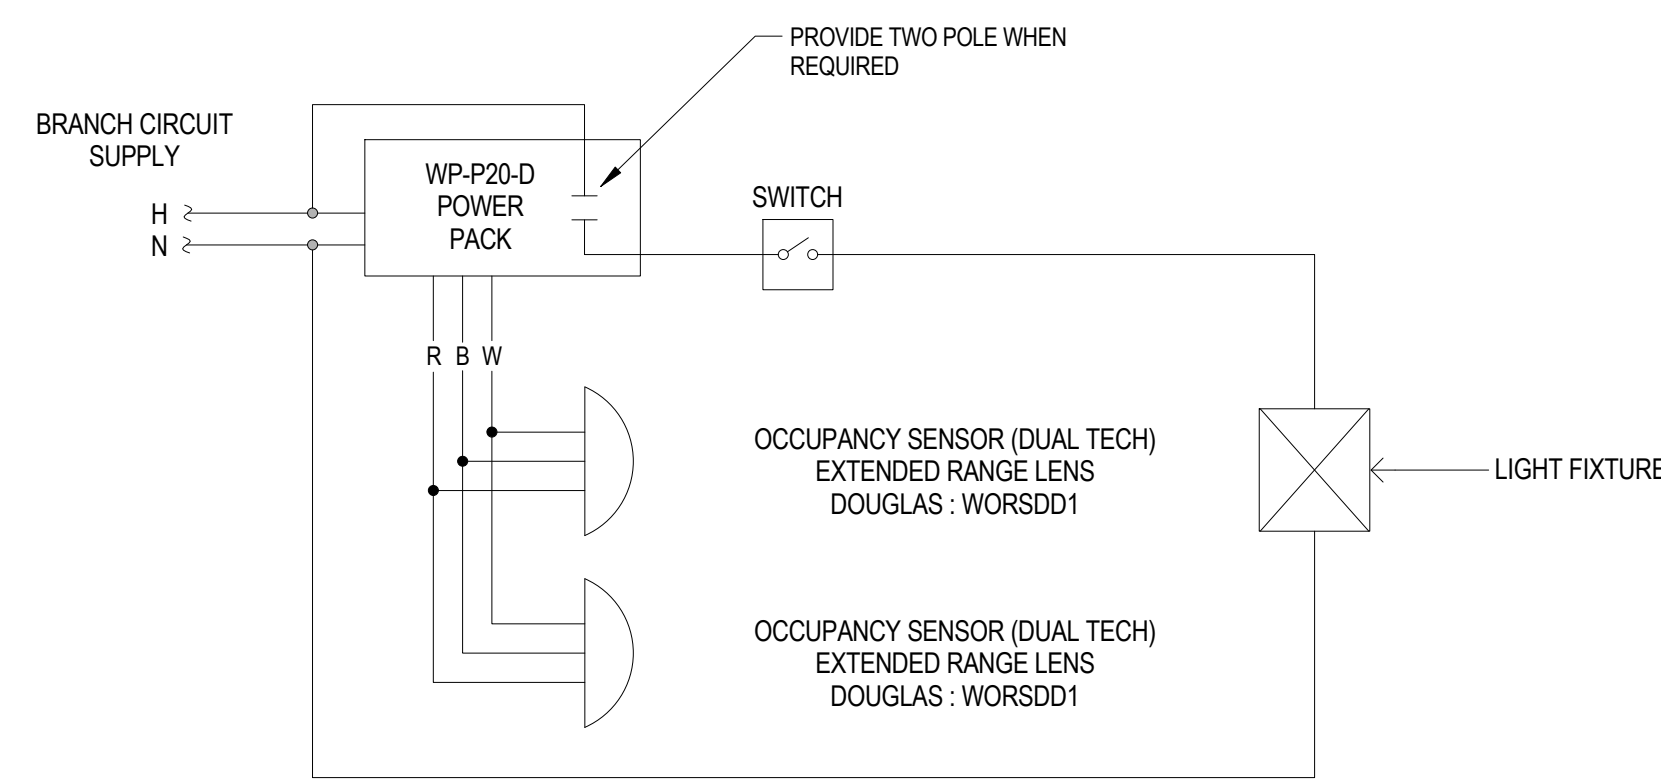 PROVIDE TWO POLE WHEN
REQUIRED
BRANCH CIRCUIT
SUPPLY
H
N
WP-P20-D
POWER
PACK
SWITCH
R B W
OCCUPANCY SENSOR (DUAL TECH)
EXTENDED RANGE LENS
DOUGLAS : WORSDD1
LIGHT FIXTURE
OCCUPANCY SENSOR (DUAL TECH)
EXTENDED RANGE LENS
DOUGLAS : WORSDD1